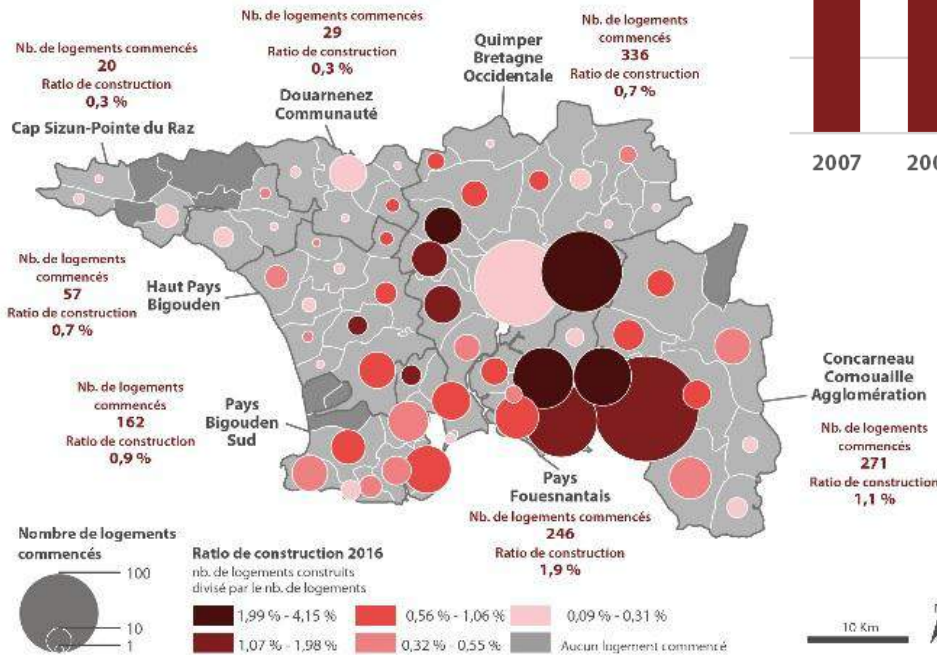 Nb. de logements commencés
20
Ratio de construction
0,3 %
Cap Sizun-Pointe du Raz
Nb. de logements commencés
29
Ratio de construction
0,3 %
Douarnenez
Communauté
Quimper
Bretagne
Occidentale
Nb. de logements
commencés
336
Ratio de construction
0,7 %
2007
Nb. de logements
commencés
57
Ratio de construction
0,7 %
Haut Pays
Bigouden
Nb. de logements
commencés
162
Ratio de construction
0,9 %
Pays
Bigouden
Sud
Pays
Fouesnantais
Nb. de logements commencés
246
Ratio de construction
1,9 %
Concarneau
Cornouaille
Agglomération
Nb. de logements
commencés
271
Ratio de construction
1,1 %
Nombre de logements
commencés
100
10
1
Ratio de construction 2016
nb. de logements construits
divisé par le nb. de logements
1,99 % - 4,15 %
0,56 % - 1,06 %
0,09 % - 0,31 %
1,07 % - 1,98 %
0,32 % - 0,55 %
Aucun logement commencé
10 Km